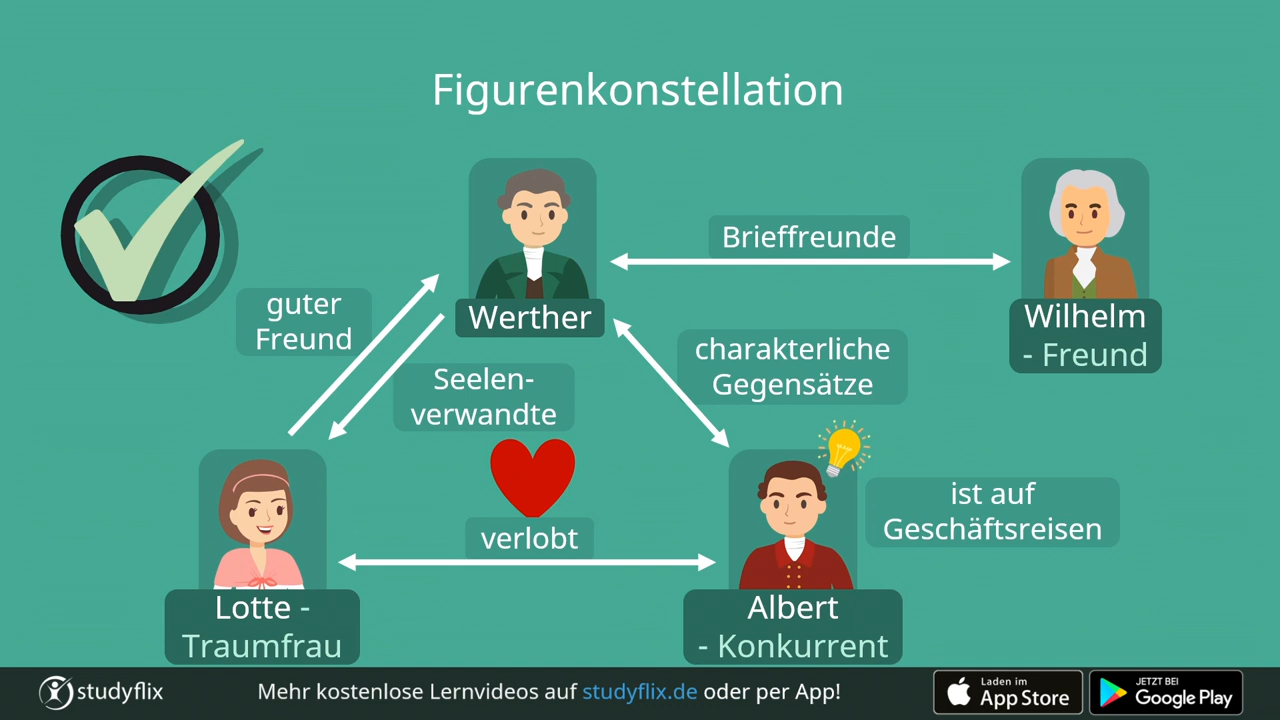 Figurenkonstellation
Brieffreunde
guter
Freund
Werther
Wilhelm
- Freund
charakterliche
Gegensätze
Seelen-
verwandte
ist auf
Geschäftsreisen
verlobt
Lotte -
Traumfrau
Albert
- Konkurrent
studyflix
Mehr kostenlose Lernvideos auf studyflix.de oder per App!
Laden im
App Store
JETZT BEI
Google Play